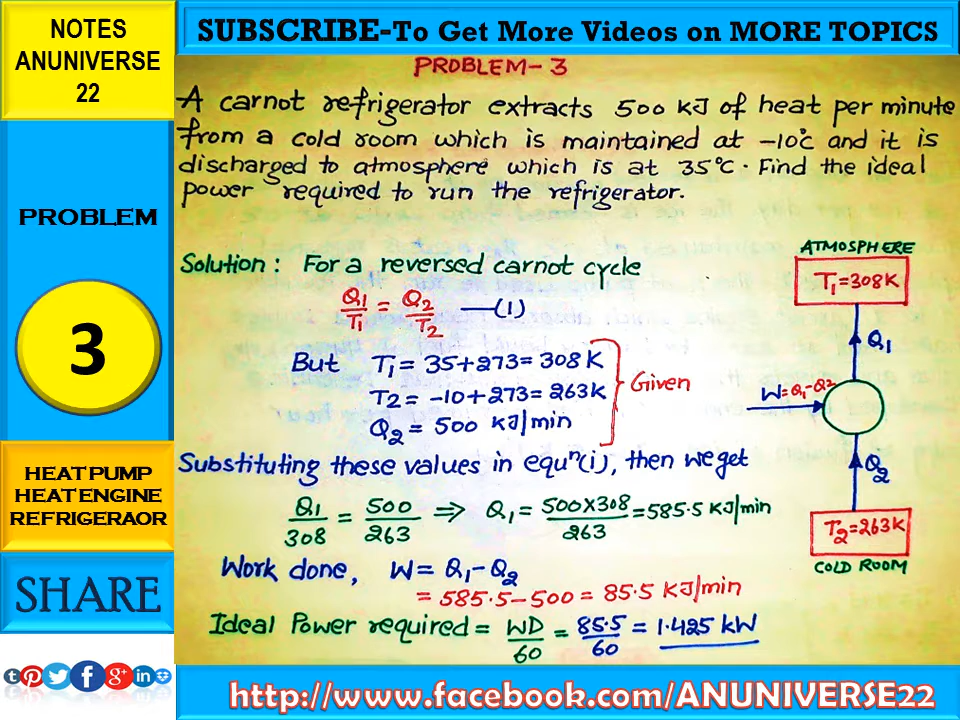 NOTES
ANUNIVERSE
22
SUBSCRIBE-To Get More Videos on MORE TOPICS
PROBLEM
3
HEAT PUMP
HEAT ENGINE
REFRIGERAOR
SHARE
PROBLEM-3
A carnot refrigerator extracts 500 KJ of heat per minute
from a cold room which is maintained at -10°C and it is
discharged to atmosphere which is at 35°C. Find the ideal
power required to run the refrigerator.
Solution: For a reversed carnot cycle
Q1/T1 = Q2/T2 —(1)
But T1 = 35+273 = 308 K
T2 = -10+273 = 263K
Q2 = 500 KJ/min
} Given
Substituting these values in equⁿ(i), then we get
Q1/308 = 500/263 ⇒ Q1 = 500X308/263 = 585.5 KJ/min
Work done, W = Q1-Q2
= 585.5-500 = 85.5 KJ/min
Ideal Power required = WD/60 = 85.5/60 = 1.425 kW
ATMOSPHERE
T1=308K
Q1
W=Q1-Q2
Q2
T2=263K
COLD ROOM
http://www.facebook.com/ANUNIVERSE22